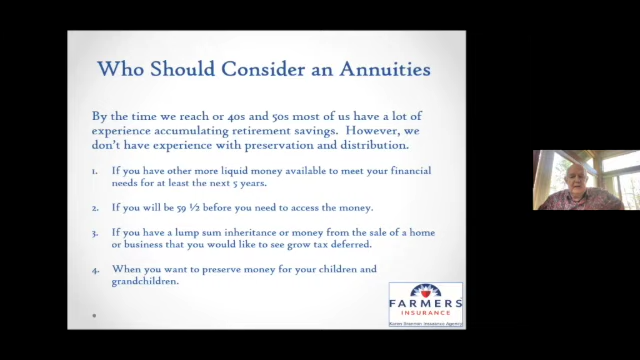 Who Should Consider an Annuities
By the time we reach or 40s and 50s most of us have a lot of
experience accumulating retirement savings. However, we
don't have experience with preservation and distribution.
1. If you have other more liquid money available to meet your financial
needs for at least the next 5 years.
2. If you will be 59 ½ before you need to access the money.
3. If you have a lump sum inheritance or money from the sale of a home
or business that you would like to see grow tax deferred.
4. When you want to preserve money for your children and
grandchildren.
FARMERS
INSURANCE
Insurance Agency